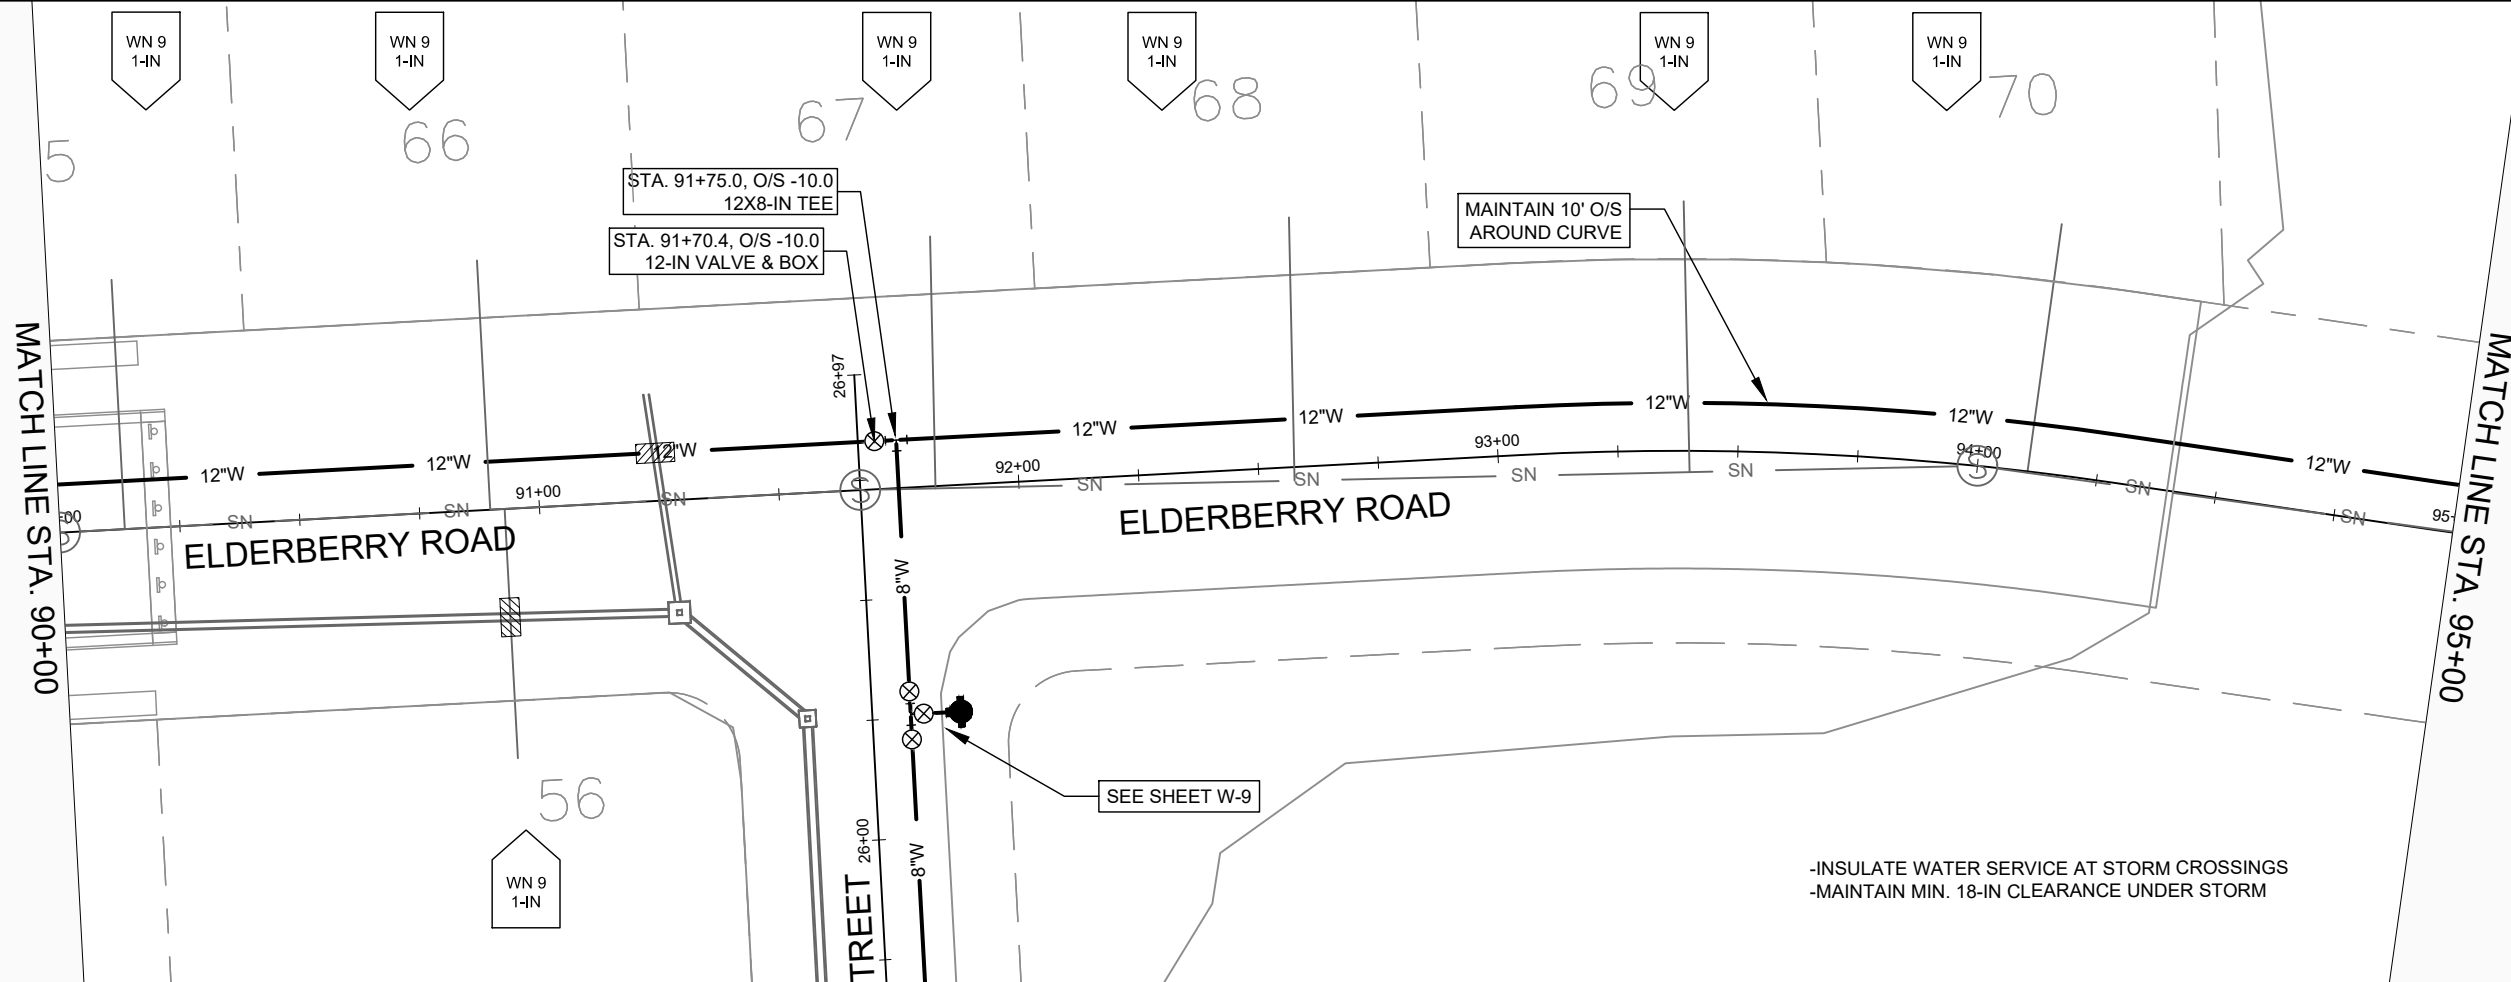 WN 9
1-IN
WN 9
1-IN
WN 9
1-IN
WN 9
1-IN
WN 9
1-IN
WN 9
1-IN
5
66
67
68
69
70
STA. 91+75.0, O/S -10.0
12X8-IN TEE
STA. 91+70.4, O/S -10.0
12-IN VALVE & BOX
MAINTAIN 10' O/S
AROUND CURVE
MATCH LINE STA. 90+00
MATCH LINE STA. 95+00
26+97
12"W
12"W
12"W
12"W
12"W
12"W
12"W
12"W
91+00
92+00
93+00
94+00
95-
S
S
S
SN
SN
SN
SN
SN
SN
SN
SN
SN
ELDERBERRY ROAD
ELDERBERRY ROAD
8"W
SEE SHEET W-9
56
WN 9
1-IN
26+00
8"W
TREET
-INSULATE WATER SERVICE AT STORM CROSSINGS
-MAINTAIN MIN. 18-IN CLEARANCE UNDER STORM